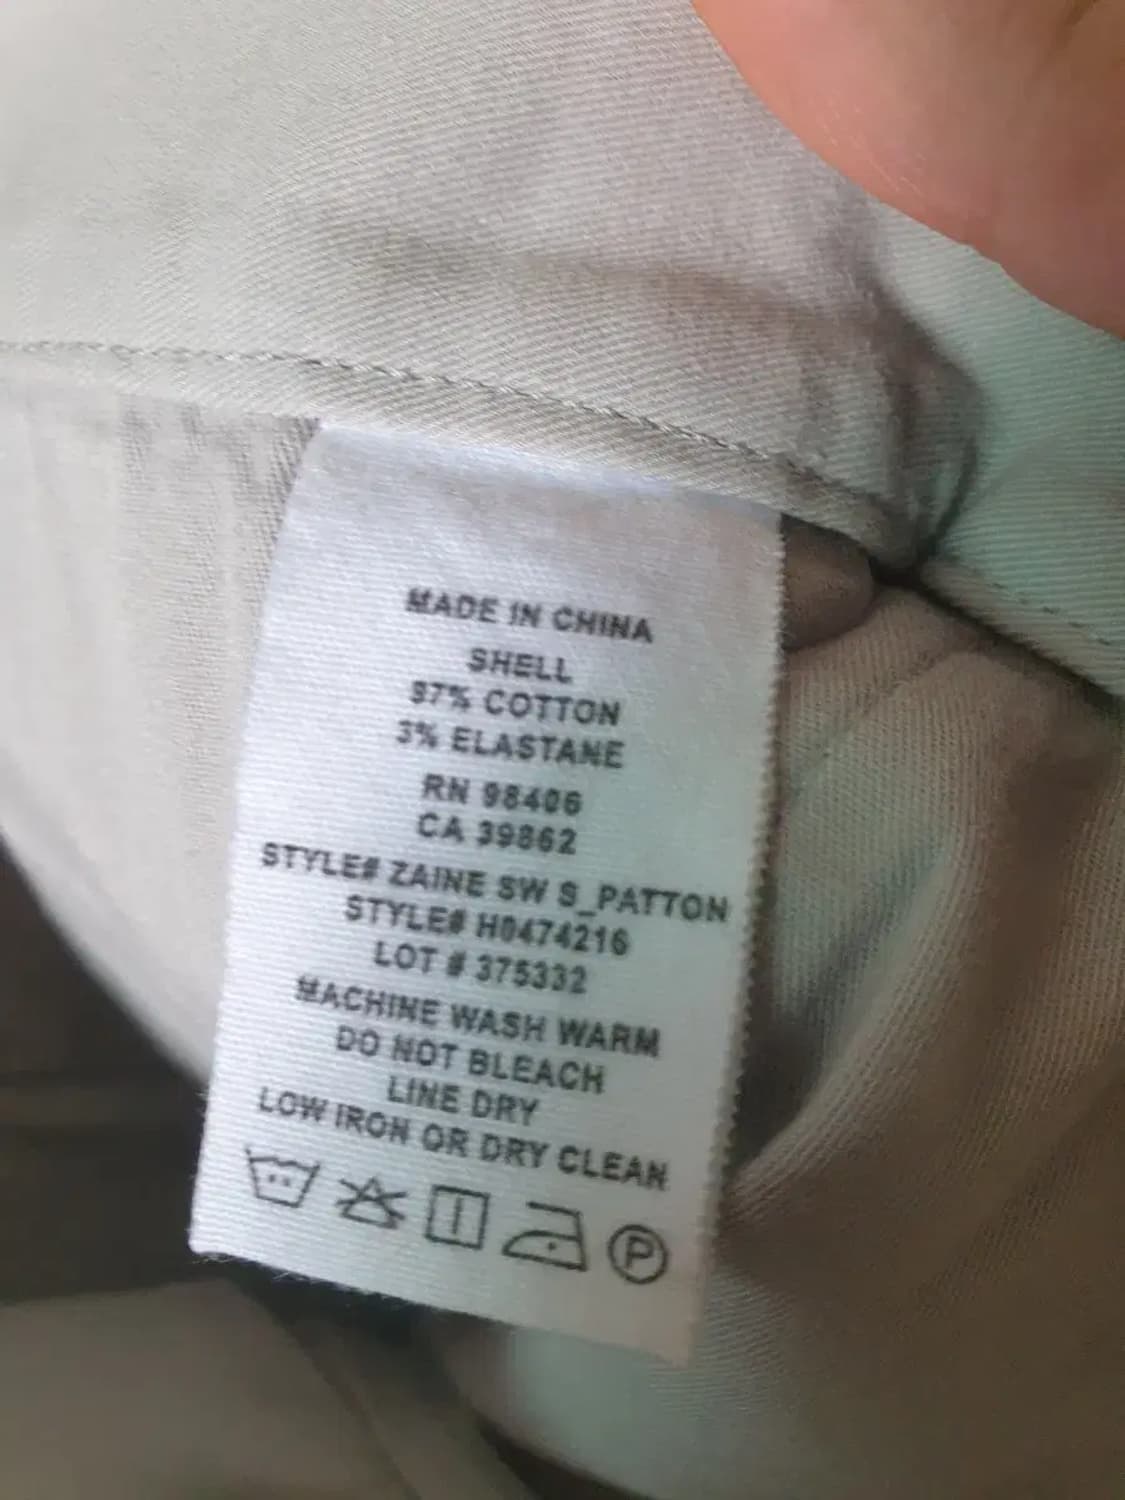 MADE IN CHINA
SHELL
97% COTTON
3% ELASTANE
RN 98406
CA 39862
STYLE# ZAINE SW S_PATTON
STYLE# H0474216
LOT # 375332
MACHINE WASH WARM
DO NOT BLEACH
LINE DRY
LOW IRON OR DRY CLEAN
P